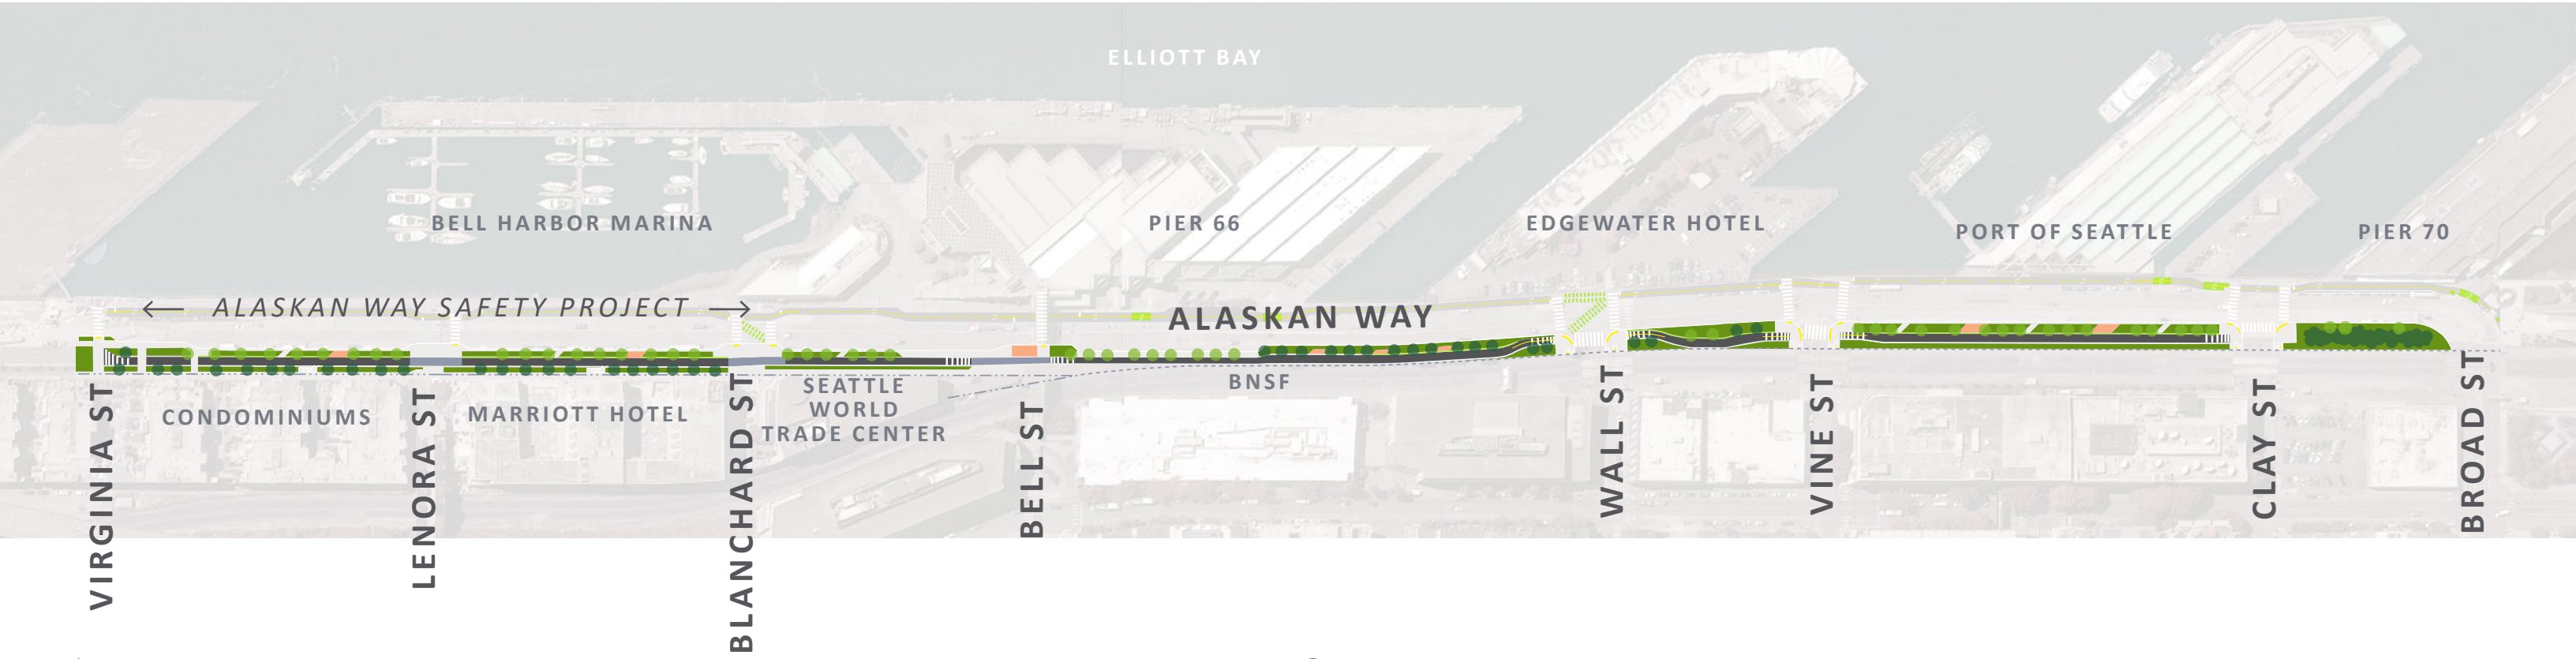 ELLIOTT BAY
BELL HARBOR MARINA
PIER 66
EDGEWATER HOTEL
PORT OF SEATTLE
PIER 70
ALASKAN WAY SAFETY PROJECT
ALASKAN WAY
CONDOMINIUMS
MARRIOTT HOTEL
SEATTLE
WORLD
TRADE CENTER
BNSF
VIRGINIA ST
LENORA ST
BLANCHARD ST
BELL ST
WALL ST
VINE ST
CLAY ST
BROAD ST